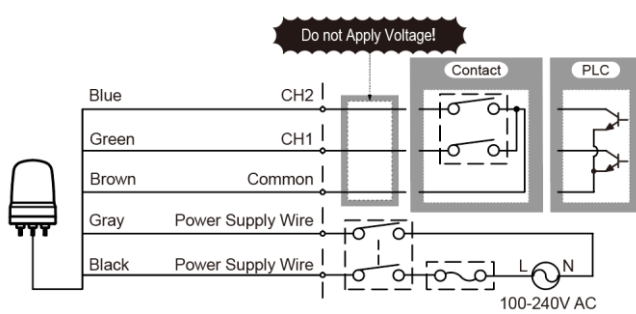 Do not Apply Voltage!
Contact
PLC
Blue CH2
Green CH1
Brown Common
Gray Power Supply Wire
Black Power Supply Wire
L N
100-240V AC